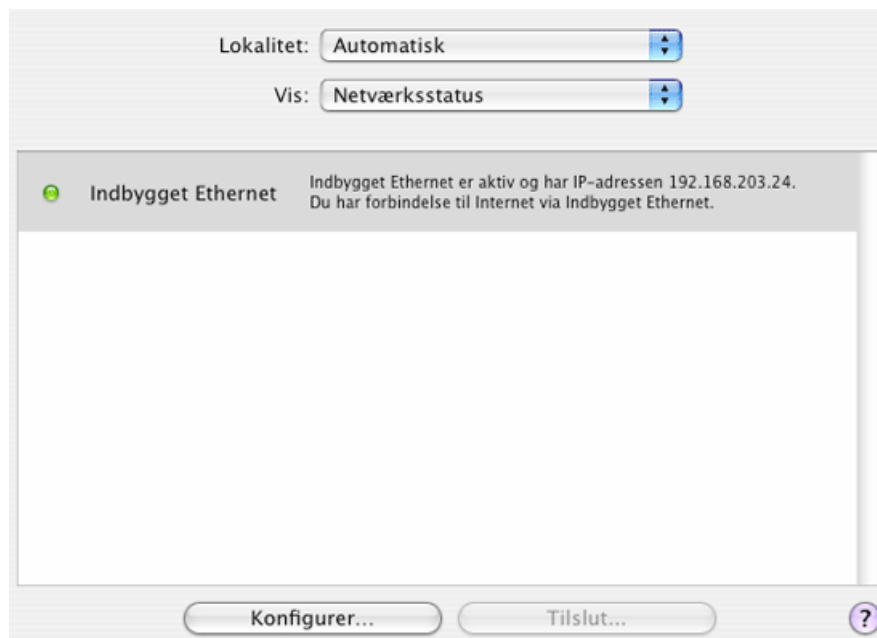 Lokalitet: Automatisk
Vis: Netværksstatus
Indbygget Ethernet
Indbygget Ethernet er aktiv og har IP-adressen 192.168.203.24.
Du har forbindelse til Internet via Indbygget Ethernet.
Konfigurer... Tilslut... ?